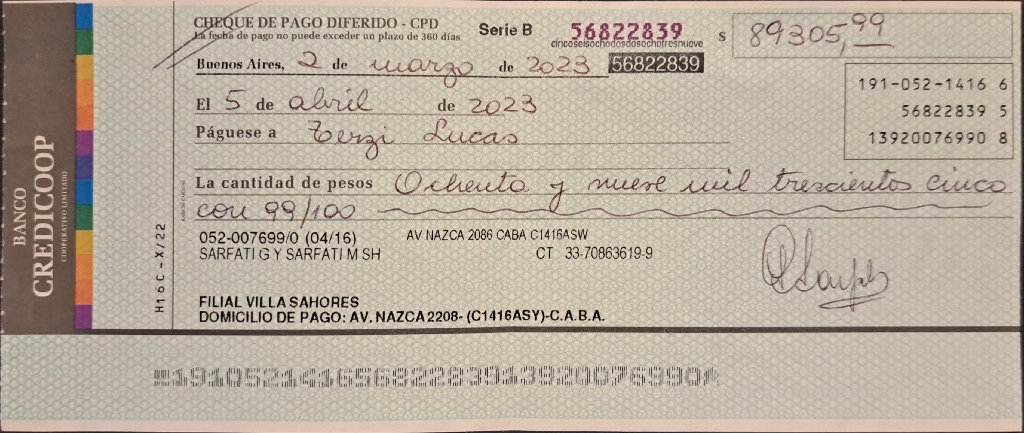 CHEQUE DE PAGO DIFERIDO - CPD
La fecha de pago no puede exceder un plazo de 360 días
Serie B
56822839
cincoseisochodosdosochotresnueve
$ 89305,99
Buenos Aires, 2 de marzo de 2023
56822839
191-052-1416 6
56822839 5
13920076990 8
El 5 de abril de 2023
Páguese a Terzi Lucas
La cantidad de pesos Ochenta y nueve mil trescientos cinco
con 99/100
052-007699/0 (04/16) AV NAZCA 2086 CABA C1416ASW
SARFATI G Y SARFATI M SH CT 33-70863619-9
FILIAL VILLA SAHORES
DOMICILIO DE PAGO: AV. NAZCA 2208- (C1416ASY)-C.A.B.A.
BANCO
CREDICOOP
COOPERATIVO LIMITADO
H16C-X/22
19105214165682283913920076990